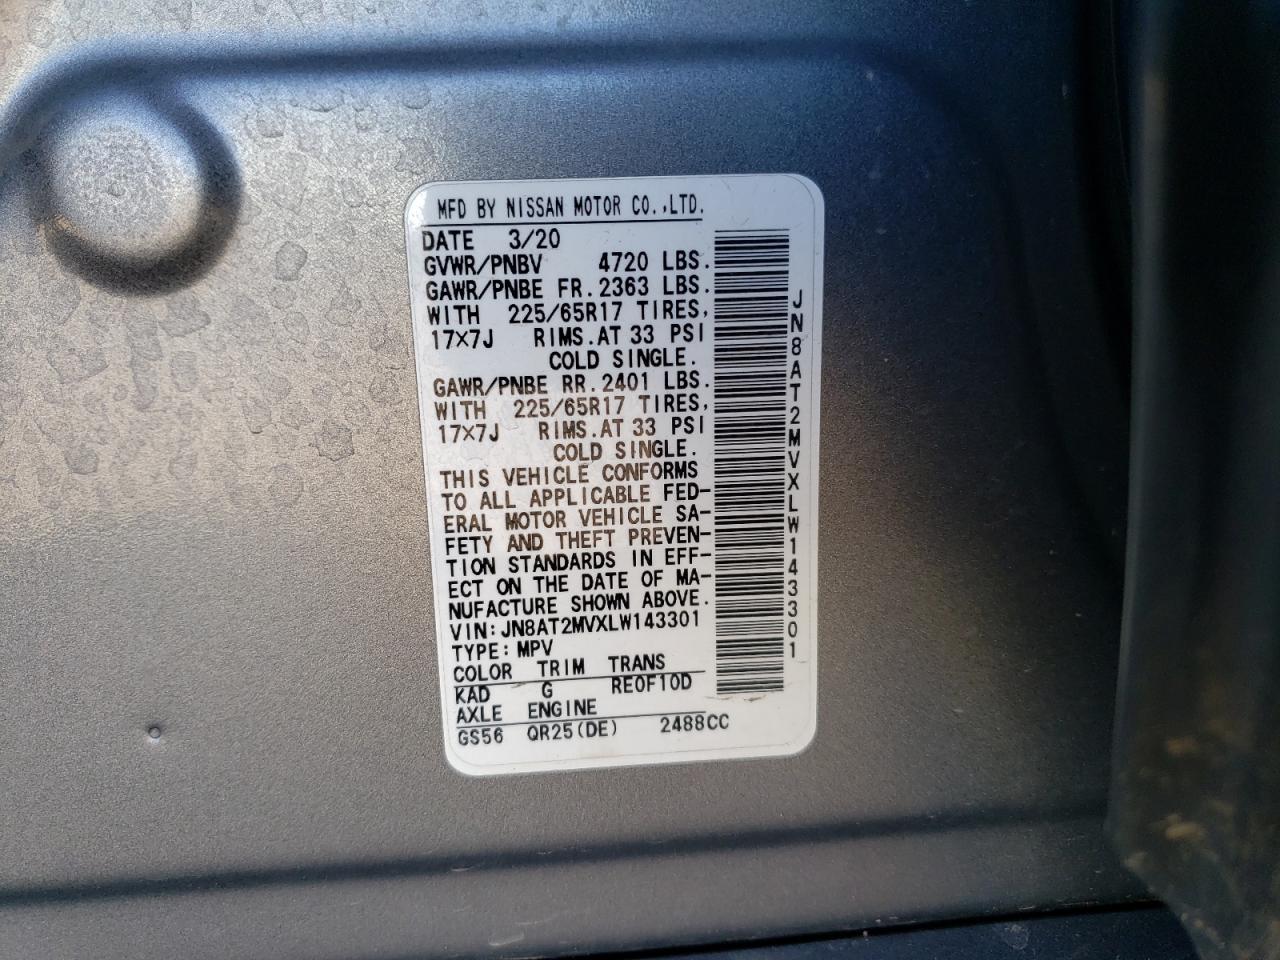 MFD BY NISSAN MOTOR CO.,LTD.
DATE 3/20
GVWR/PNBV 4720 LBS.
GAWR/PNBE FR.2363 LBS.
WITH 225/65R17 TIRES,
17×7J RIMS.AT 33 PSI
COLD SINGLE.
GAWR/PNBE RR.2401 LBS.
WITH 225/65R17 TIRES,
17×7J RIMS.AT 33 PSI
COLD SINGLE.
THIS VEHICLE CONFORMS
TO ALL APPLICABLE FED-
ERAL MOTOR VEHICLE SA-
FETY AND THEFT PREVEN-
TION STANDARDS IN EFF-
ECT ON THE DATE OF MA-
NUFACTURE SHOWN ABOVE.
VIN:JN8AT2MVXLW143301
TYPE:MPV
COLOR TRIM TRANS
KAD G RE0F10D
AXLE ENGINE
GS56 QR25(DE) 2488CC
JN8AT2MVXLW143301